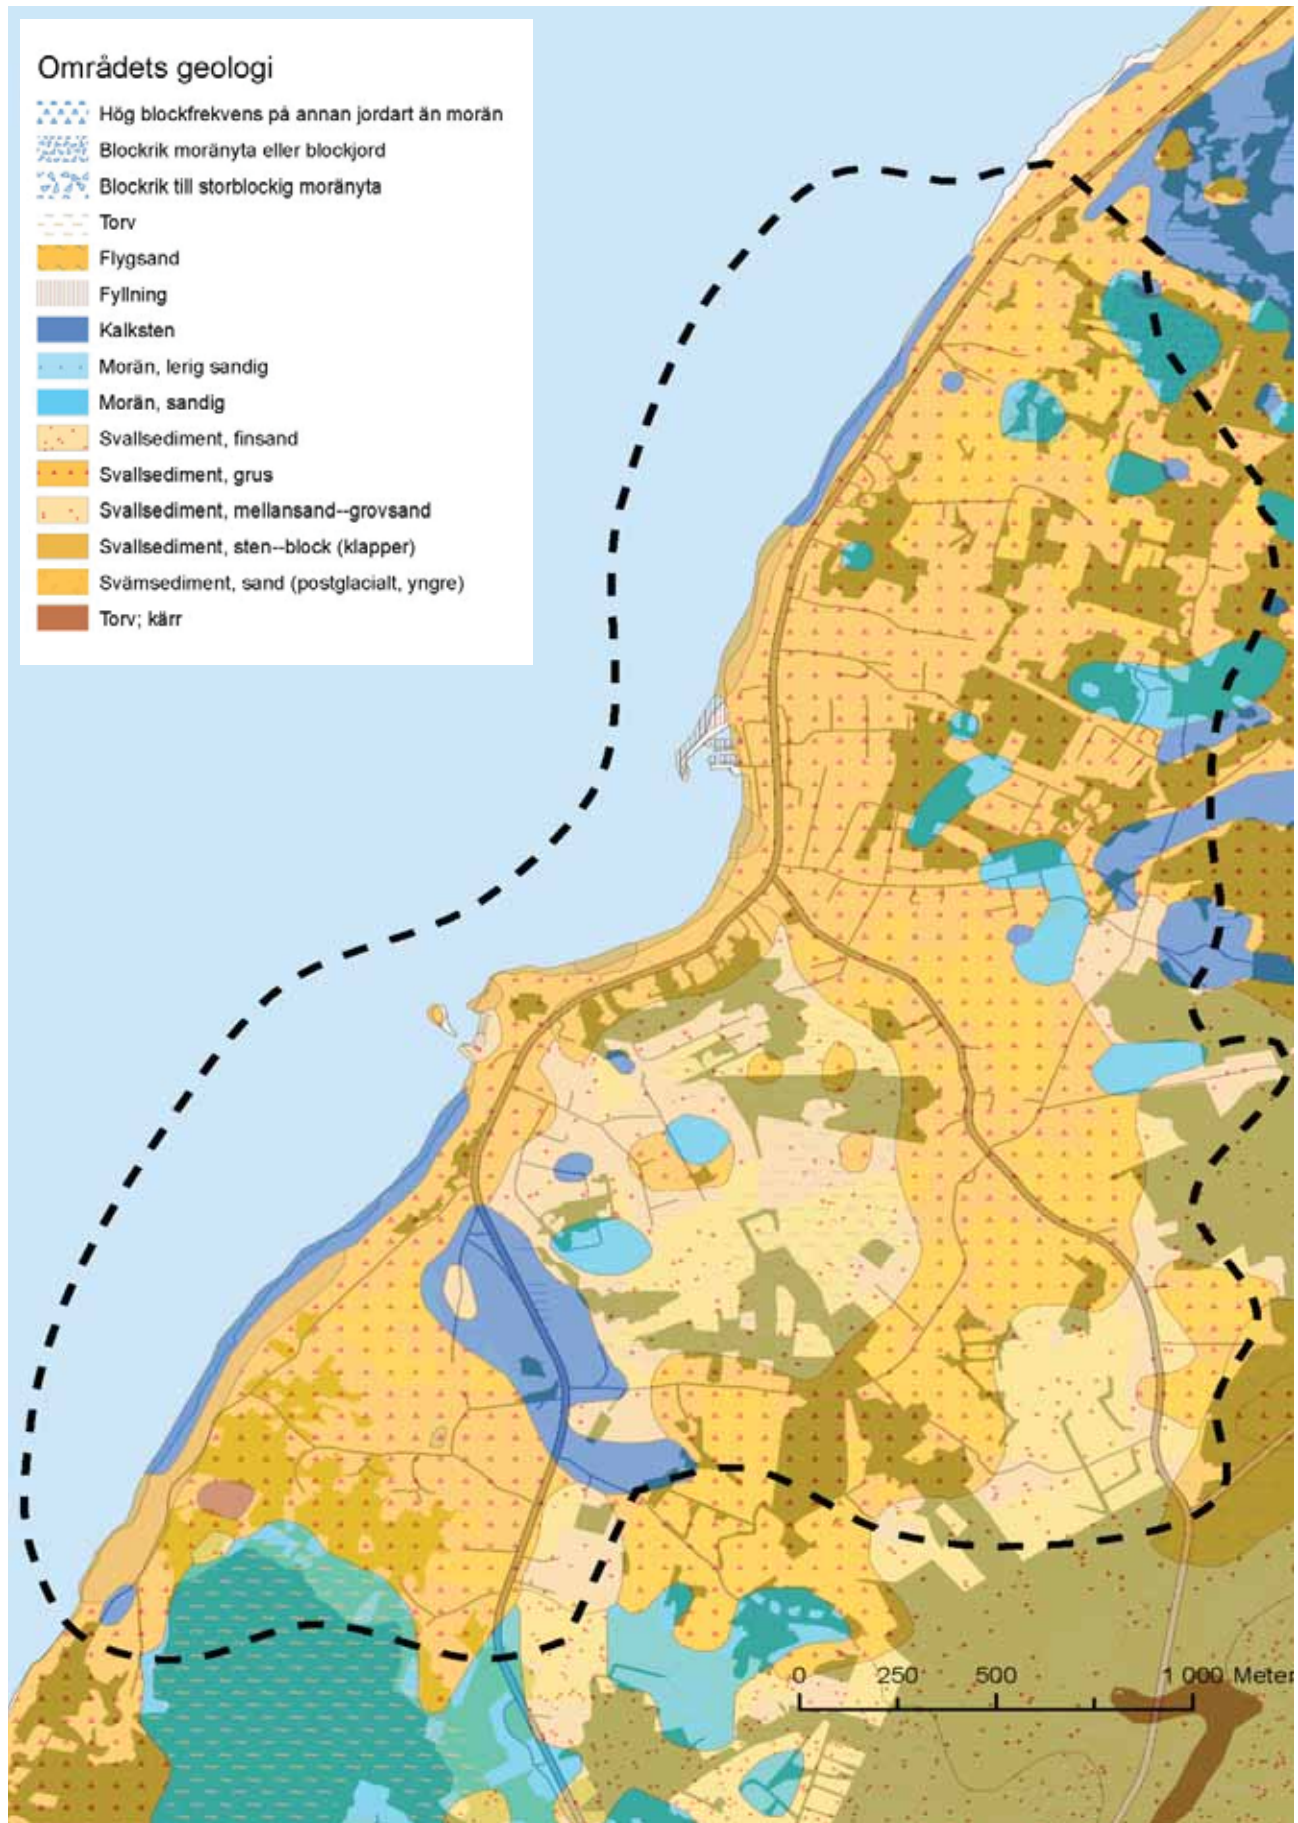 Områdets geologi
Hög blockfrekvens på annan jordart än morän
Blockrik moränyta eller blockjord
Blockrik till storblockig moränyta
Torv
Flygsand
Fyllning
Kalksten
Morän, lerig sandig
Morän, sandig
Svallsediment, finsand
Svallsediment, grus
Svallsediment, mellansand--grovsand
Svallsediment, sten--block (klapper)
Svämsediment, sand (postglacialt, yngre)
Torv; kärr
0 250 500 1 000 Meter